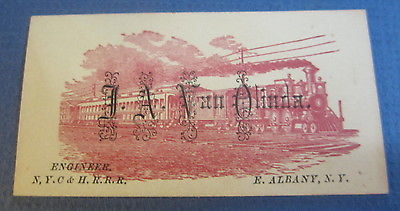 J. A. Van Olinda.
ENGINEER,
N, Y. C & H. R. R. R.
E. ALBANY, N. Y.